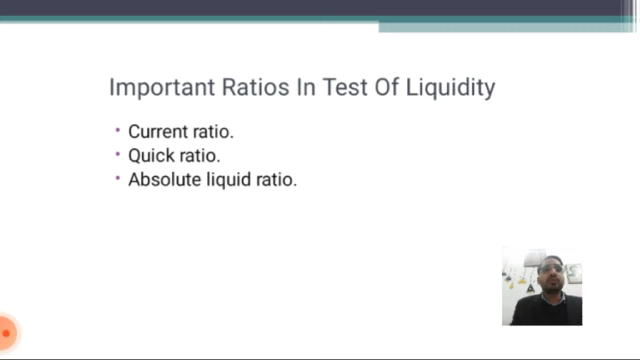 Important Ratios In Test Of Liquidity
• Current ratio.
• Quick ratio.
• Absolute liquid ratio.